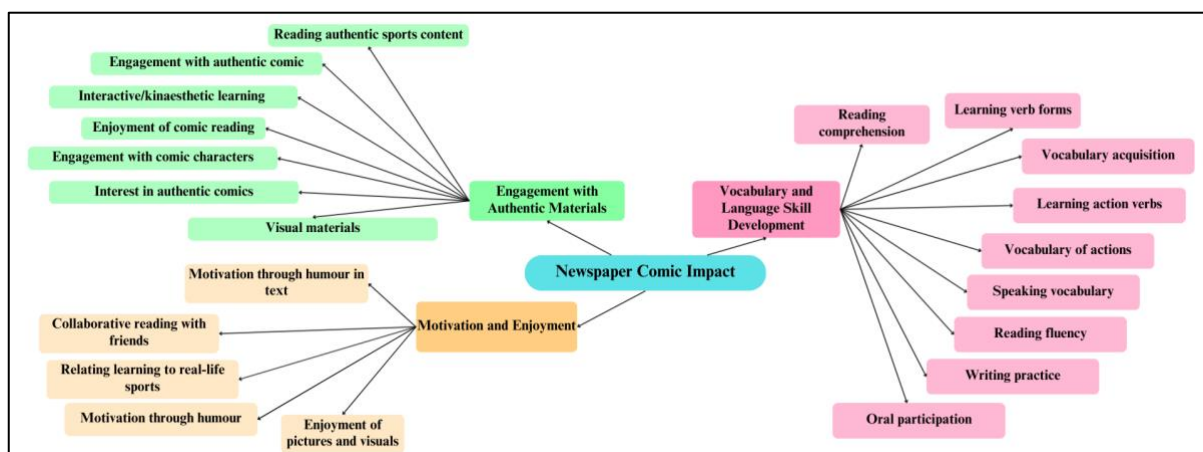 Reading authentic sports content
Engagement with authentic comic
Interactive/kinaesthetic learning
Enjoyment of comic reading
Engagement with comic characters
Interest in authentic comics
Visual materials
Engagement with
Authentic Materials
Motivation through humour in
text
Collaborative reading with
friends
Relating learning to real-life
sports
Motivation through humour
Enjoyment of
pictures and visuals
Motivation and Enjoyment
Newspaper Comic Impact
Vocabulary and
Language Skill
Development
Reading
comprehension
Learning verb forms
Vocabulary acquisition
Learning action verbs
Vocabulary of actions
Speaking vocabulary
Reading fluency
Writing practice
Oral participation